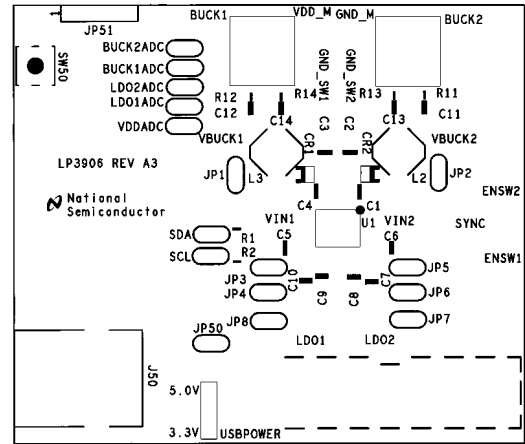 BUCK1
VDD_M
GND_M
BUCK2
1
JP51
SW50
BUCK2ADC
BUCK1ADC
LDO2ADC
LDO1ADC
VDDADC
GND_SW1
GND_SW2
R12
R14
R13
R11
C12
C14
C3
C2
C13
C11
VBUCK1
CR1
CR2
VBUCK2
LP3906 REV A3
JP1
L3
L2
JP2
National
Semiconductor
C4
C1
U1
ENSW2
VIN1
VIN2
SYNC
SDA
R1
C5
C6
SCL
R2
ENSW1
JP3
C10
C9
C8
C7
JP5
JP4
JP6
JP8
JP7
JP50
LDO1
LDO2
J50
5.0V
3.3V
USBPOWER